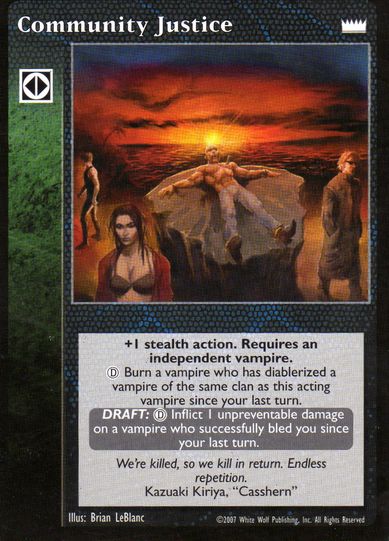 Community Justice
+1 stealth action. Requires an
independent vampire.
Ⓓ Burn a vampire who has diablerized a
vampire of the same clan as this acting
vampire since your last turn.
DRAFT: Ⓓ Inflict 1 unpreventable damage
on a vampire who successfully bled you since
your last turn.
We're killed, so we kill in return. Endless
repetition.
Kazuaki Kiriya, "Casshern"
Illus: Brian LeBlanc
©2007 White Wolf Publishing, Inc. All Rights Reserved